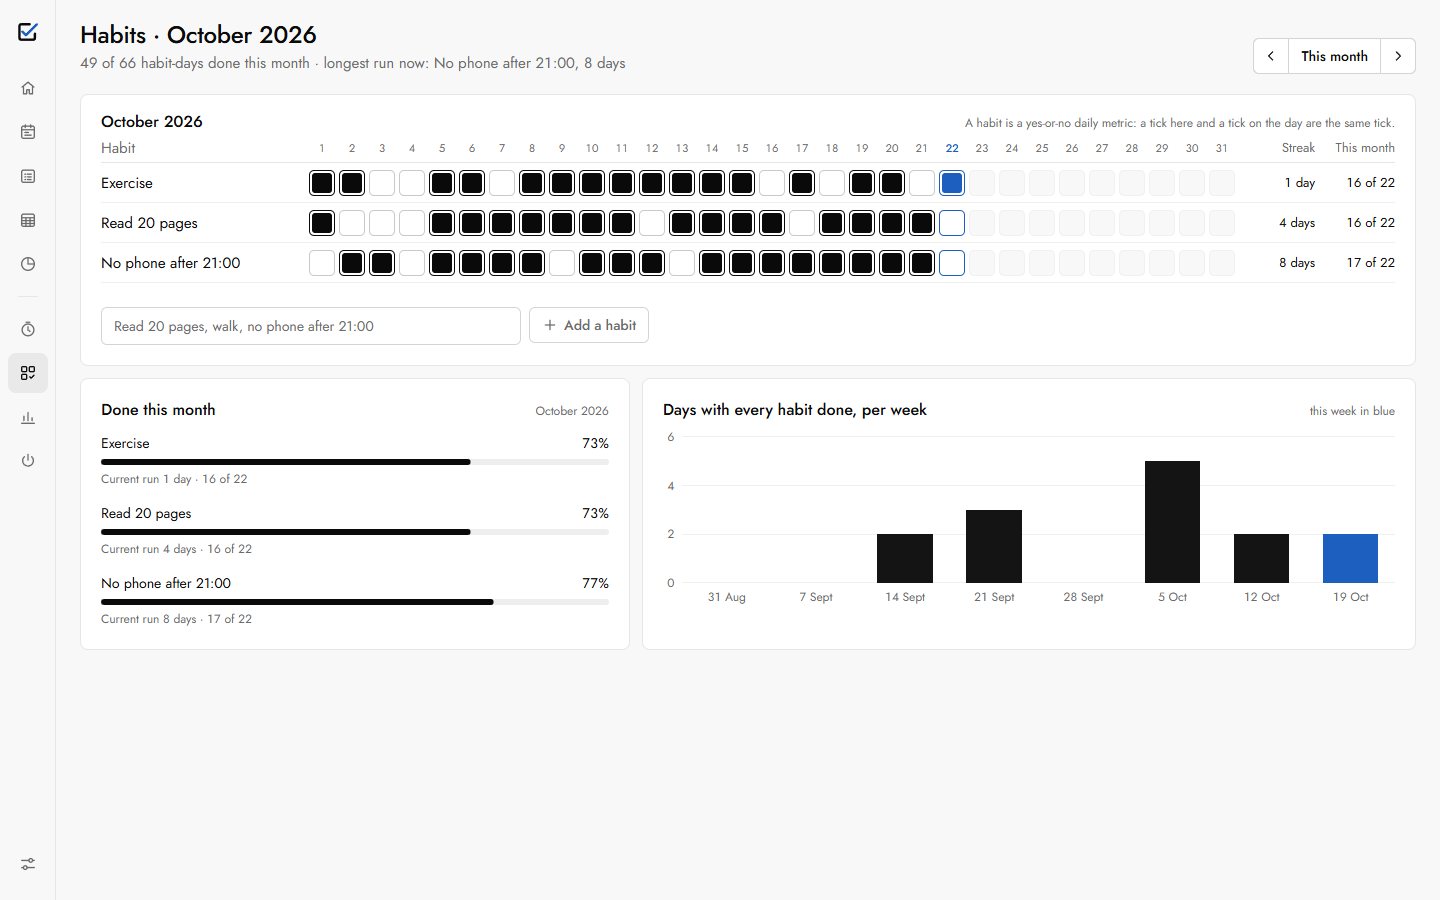 Habits · October 2026
49 of 66 habit-days done this month · longest run now: No phone after 21:00, 8 days
This month
October 2026
A habit is a yes-or-no daily metric: a tick here and a tick on the day are the same tick.
Habit 1 2 3 4 5 6 7 8 9 10 11 12 13 14 15 16 17 18 19 20 21 22 23 24 25 26 27 28 29 30 31 Streak This month
Exercise 1 day 16 of 22
Read 20 pages 4 days 16 of 22
No phone after 21:00 8 days 17 of 22
Read 20 pages, walk, no phone after 21:00
Add a habit
Done this month October 2026
Exercise 73%
Current run 1 day · 16 of 22
Read 20 pages 73%
Current run 4 days · 16 of 22
No phone after 21:00 77%
Current run 8 days · 17 of 22
Days with every habit done, per week this week in blue
6
4
2
0
31 Aug 7 Sept 14 Sept 21 Sept 28 Sept 5 Oct 12 Oct 19 Oct